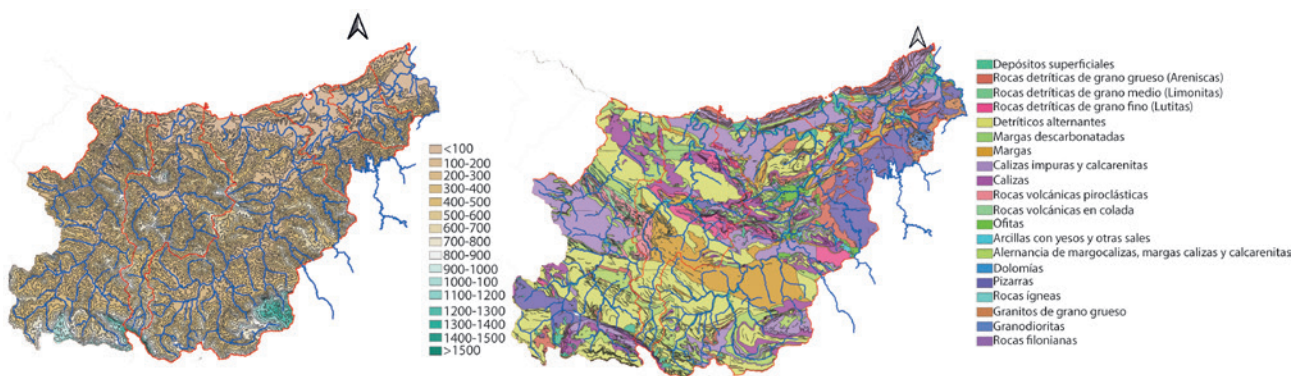 <100
100-200
200-300
300-400
400-500
500-600
600-700
700-800
800-900
900-1000
1000-100
1100-1200
1200-1300
1300-1400
1400-1500
>1500
Depósitos superficiales
Rocas detríticas de grano grueso (Areniscas)
Rocas detríticas de grano medio (Limonitas)
Rocas detríticas de grano fino (Lutitas)
Detríticos alternantes
Margas descarbonatadas
Margas
Calizas impuras y calcarenitas
Calizas
Rocas volcánicas piroclásticas
Rocas volcánicas en colada
Ofitas
Arcillas con yesos y otras sales
Alernancia de margocalizas, margas calizas y calcarenitas
Dolomías
Pizarras
Rocas ígneas
Granitos de grano grueso
Granodioritas
Rocas filonianas